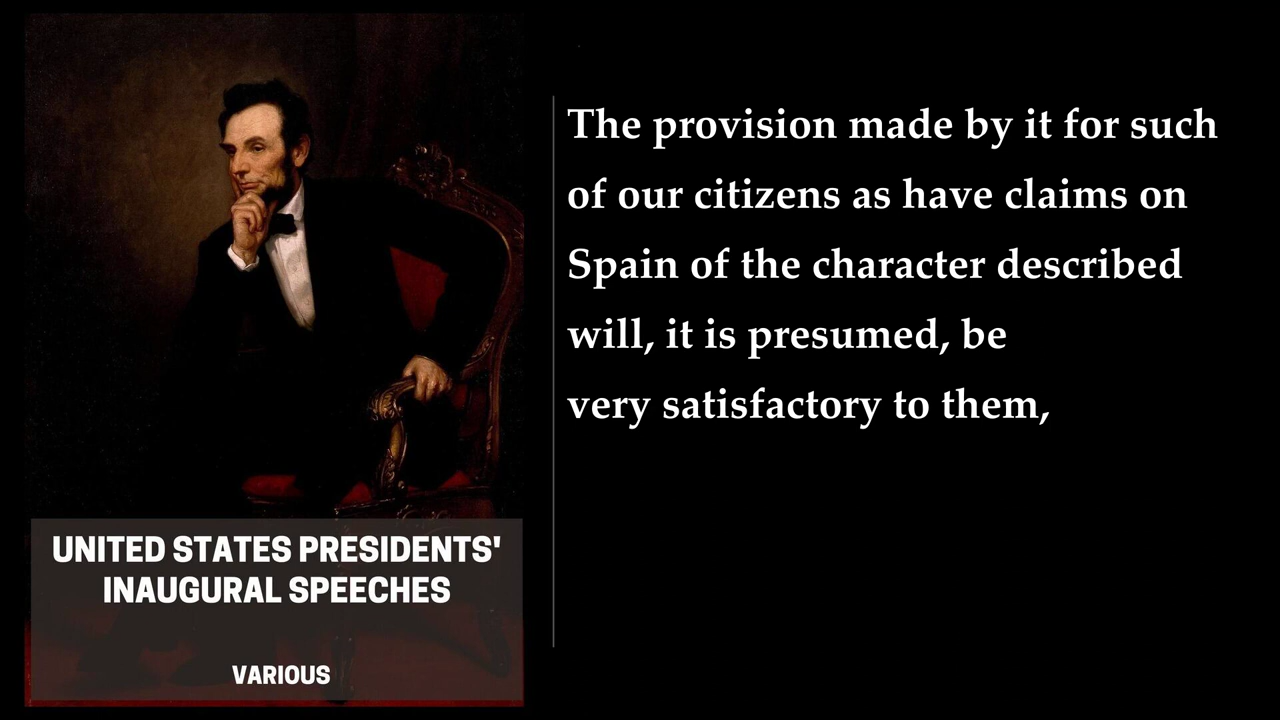 The provision made by it for such
of our citizens as have claims on
Spain of the character described
will, it is presumed, be
very satisfactory to them,
UNITED STATES PRESIDENTS'
INAUGURAL SPEECHES
VARIOUS